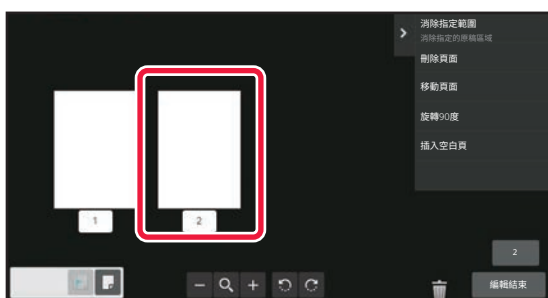 消除指定範圍
消除指定的原稿區域
刪除頁面
移動頁面
旋轉90度
插入空白頁
1
2
2
編輯結束